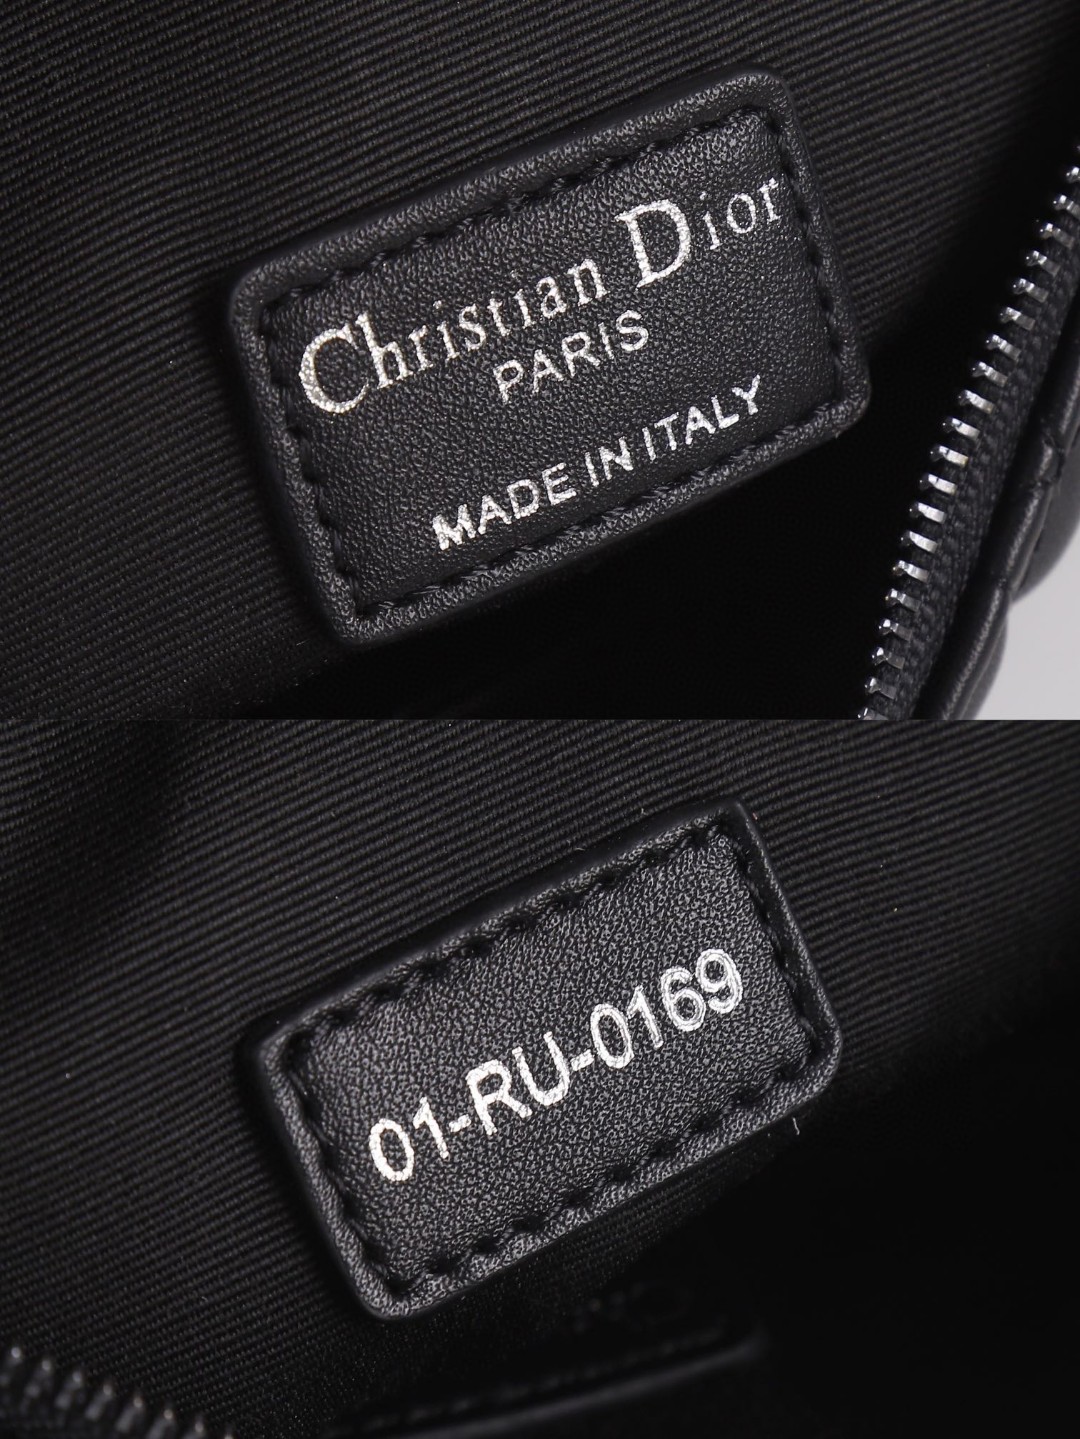 Christian Dior
PARIS
MADE IN ITALY
01-RU-0169